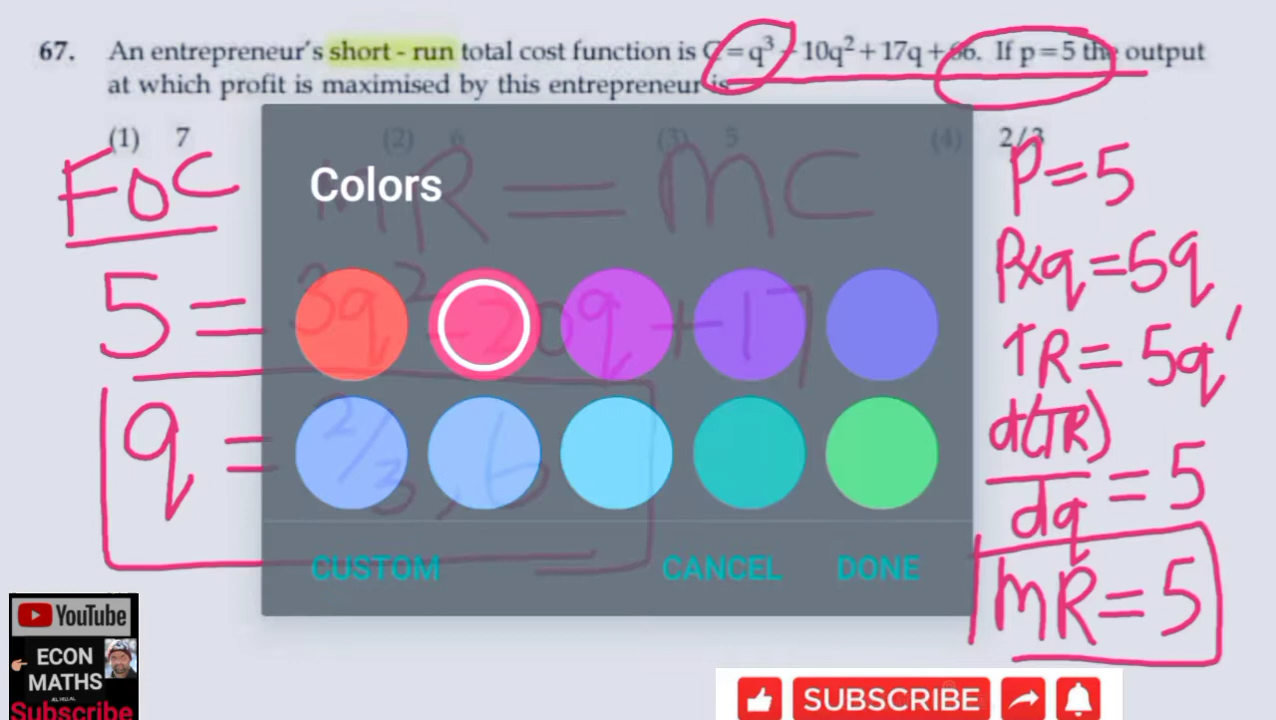 67. An entrepreneur's short - run total cost function is C = q³ - 10q² + 17q + 66. If p = 5 the output
at which profit is maximised by this entrepreneur is
(1) 7 (2) 6 (3) 5 (4) 2/3
FOC MR = MC
5 = 3q² - 20q + 17
q = 2/3, 6
Colors
CUSTOM CANCEL DONE
P = 5
P×q = 5q
TR = 5q'
d(TR)/dq = 5
MR = 5
YouTube
ECON
MATHS
Subscribe
SUBSCRIBE